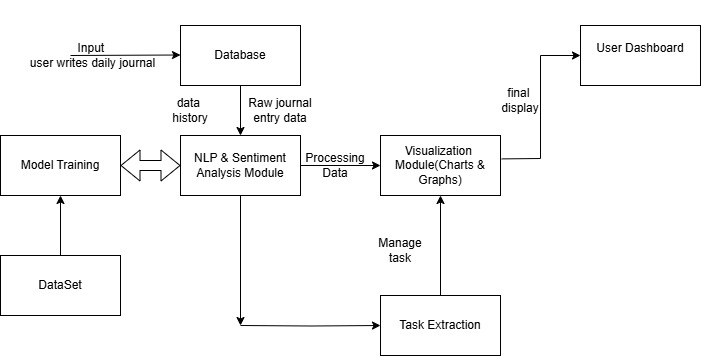 Input
user writes daily journal
Database
User Dashboard
data
history
Raw journal
entry data
final
display
Model Training
NLP & Sentiment
Analysis Module
Processing
Data
Visualization
Module(Charts &
Graphs)
Manage
task
DataSet
Task Extraction